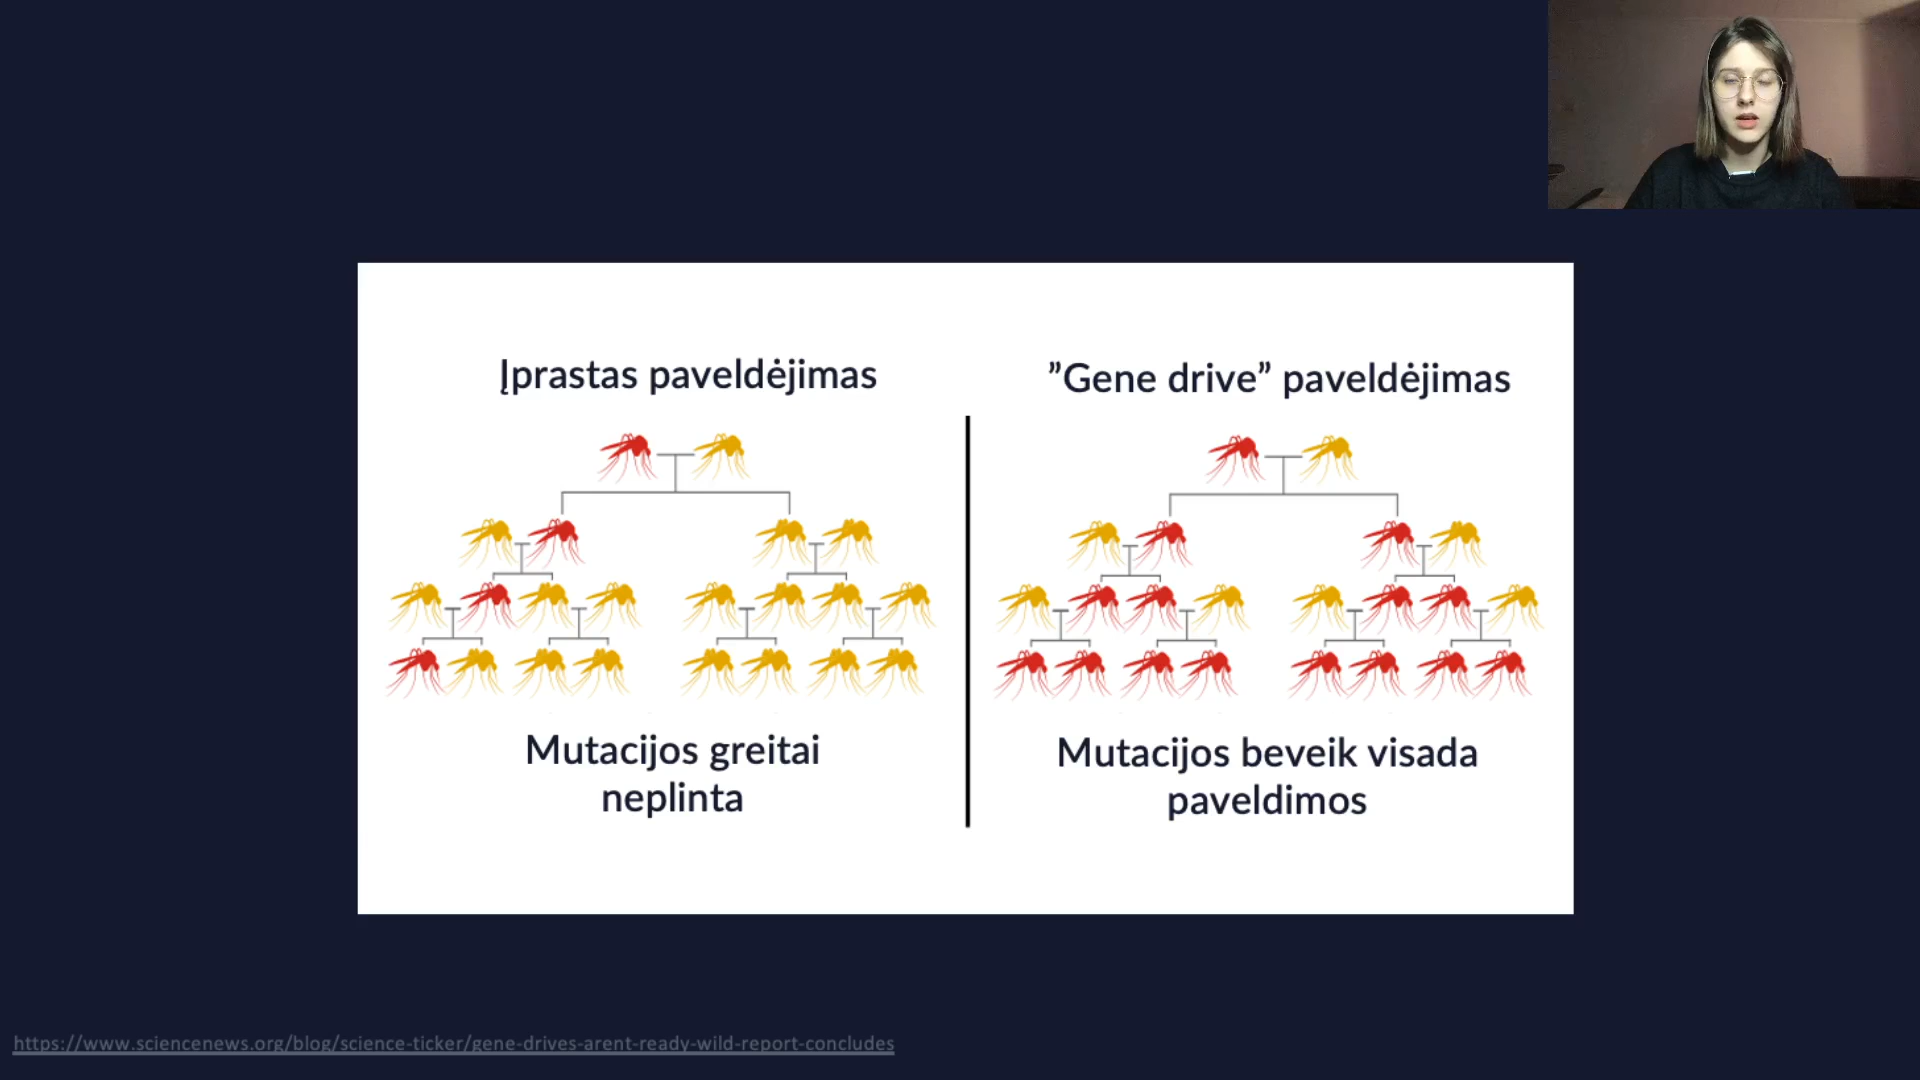 Įprastas paveldėjimas
”Gene drive” paveldėjimas
Mutacijos greitai
neplinta
Mutacijos beveik visada
paveldimos
https://www.sciencenews.org/blog/science-ticker/gene-drives-arent-ready-wild-report-concludes